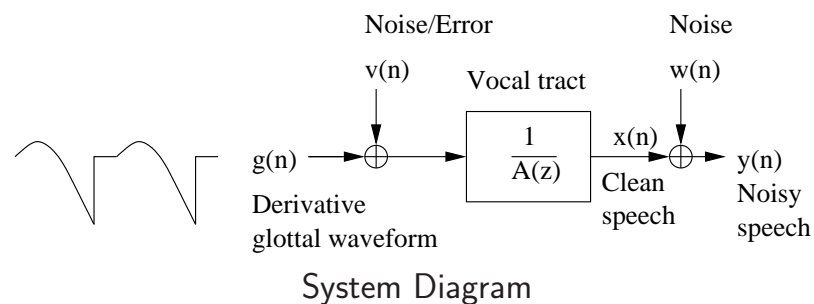 Noise/Error
Noise
v(n)
Vocal tract
w(n)
g(n)
1
A(z)
x(n)
y(n)
Derivative
glottal waveform
Clean
speech
Noisy
speech
System Diagram